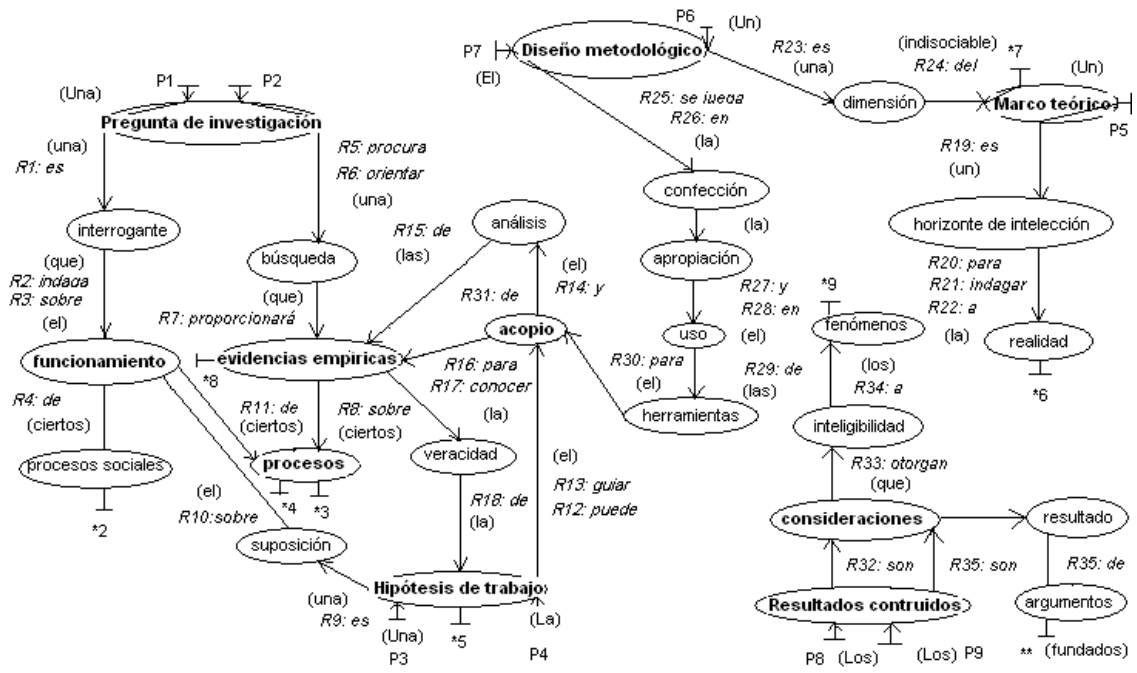 P6
(Un)
P7
Diseño metodológico
(El)
R23: es
(una)
(indisociable)
R24: del
*7
(Un)
dimensión
Marco teórico
P5
P1
P2
(Una)
Pregunta de investigación
(una)
R1: es
R5: procura
R6: orientar
(una)
R25: se juega
R26: en
(la)
R19: es
(un)
confección
análisis
interrogante
R15: de
(las)
horizonte de intelección
(que)
R2: indaga
R3: sobre
(el)
búsqueda
(que)
R7: proporcionará
(el)
R14: y
R31: de
(la)
apropiación
R27: y
R28: en
(el)
R20: para
R21: indagar
R22: a
(la)
*9
fenómenos
realidad
*6
acopio
uso
funcionamiento
evidencias empíricas
*8
R16: para
R17: conocer
(la)
R30: para
(el)
R29: de
(las)
(los)
R34: a
herramientas
R4: de
(ciertos)
R11: de
(ciertos)
R8: sobre
(ciertos)
inteligibilidad
procesos sociales
*2
procesos
*4
*3
veracidad
(el)
R13: guiar
R12: puede
R33: otorgan
(que)
(el)
R10:sobre
R18: de
(la)
suposición
consideraciones
resultado
R32: son
R35: son
R35: de
Hipótesis de trabajo
(una)
R9: es
(Una)
P3
*5
(La)
P4
Resultados contruidos
argumentos
P8
(Los)
(Los)
P9
**
(fundados)